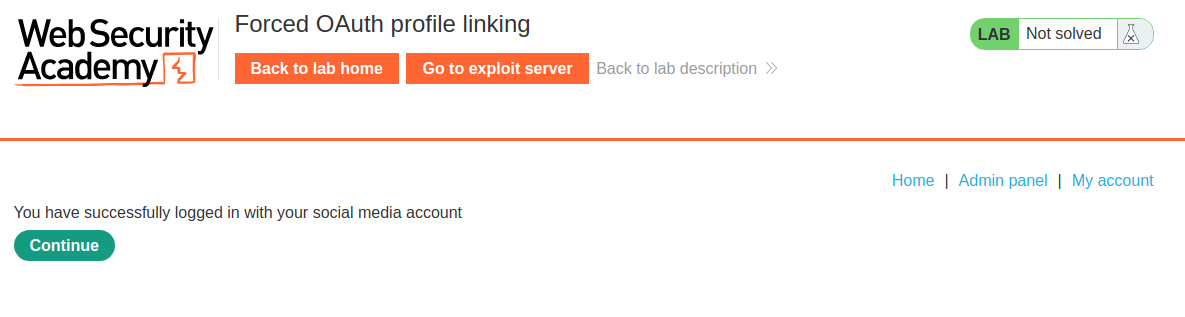 Web Security
Academy
Forced OAuth profile linking
Back to lab home
Go to exploit server
Back to lab description
LAB
Not solved
Home | Admin panel | My account
You have successfully logged in with your social media account
Continue